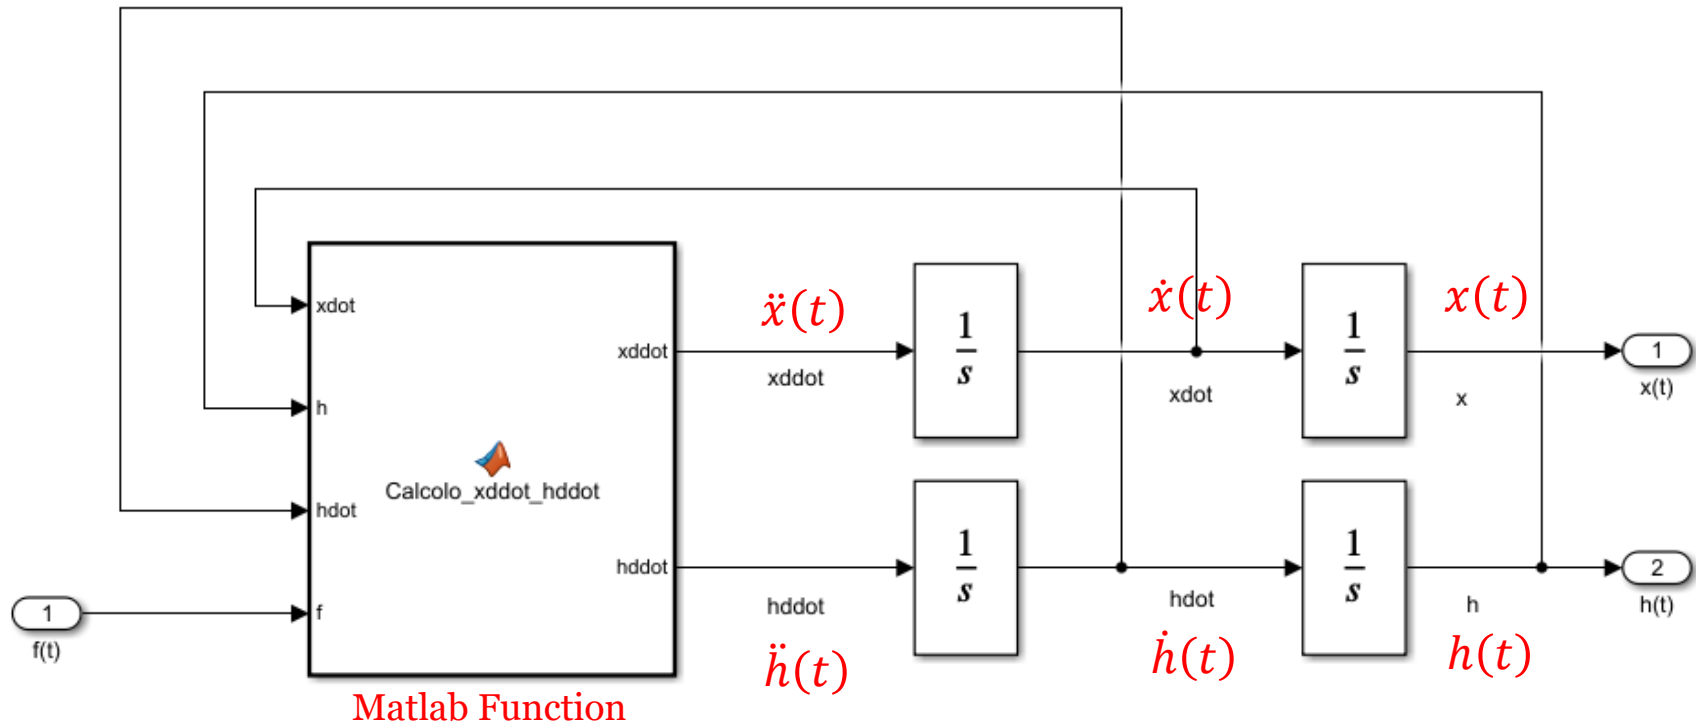 xdot
h
hdot
f
Calcolo_xddot_hddot
xddot
hddot
1
f(t)
Matlab Function
ẍ(t)
xddot
1
s
ẋ(t)
xdot
1
s
x(t)
x
1
x(t)
hddot
ḧ(t)
1
s
hdot
ḣ(t)
1
s
h
h(t)
2
h(t)